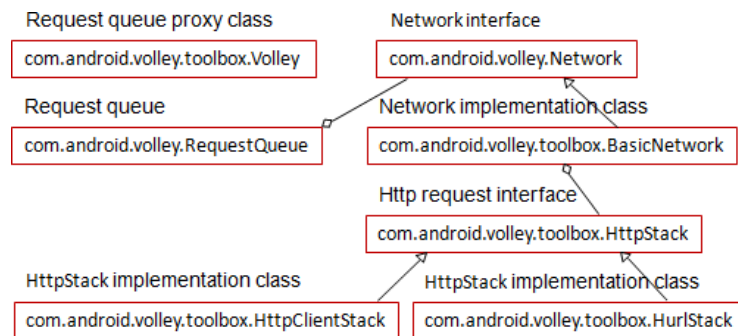 Request queue proxy class
Network interface
com.android.volley.toolbox.Volley
com.android.volley.Network
Request queue
Network implementation class
com.android.volley.RequestQueue
com.android.volley.toolbox.BasicNetwork
Http request interface
com.android.volley.toolbox.HttpStack
HttpStack implementation class
HttpStack implementation class
com.android.volley.toolbox.HttpClientStack
com.android.volley.toolbox.HurlStack